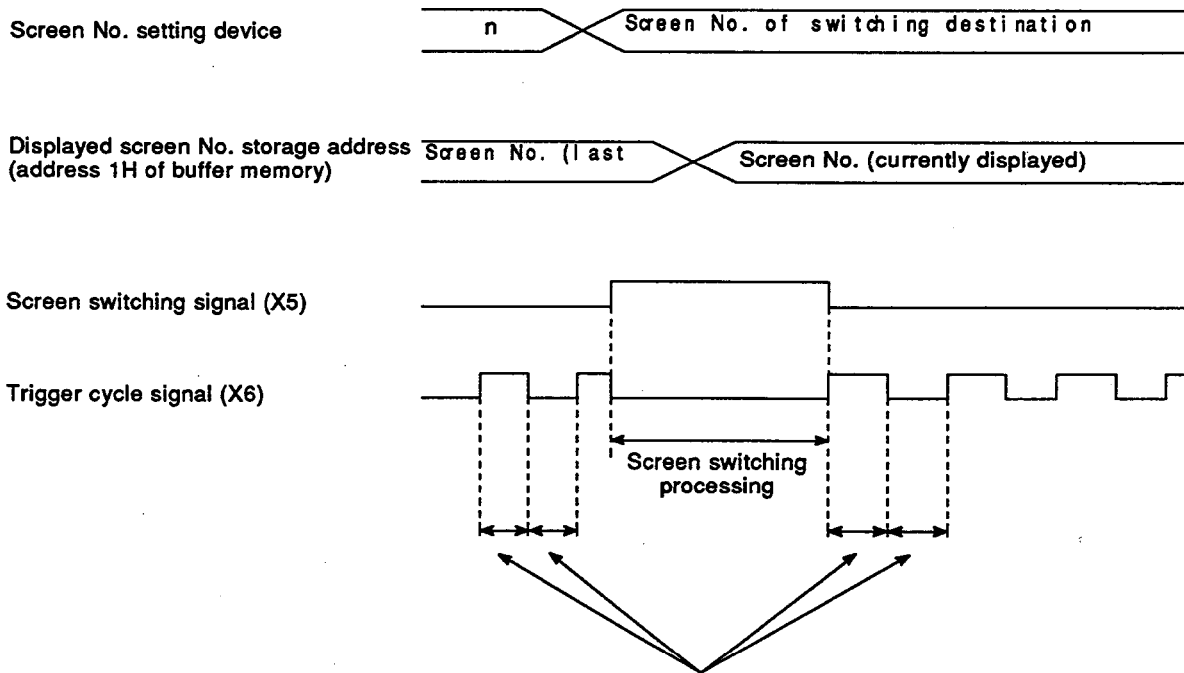 Screen No. setting device
n
Screen No. of switching destination
Displayed screen No. storage address
(address 1H of buffer memory)
Screen No. (last
Screen No. (currently displayed)
Screen switching signal (X5)
Trigger cycle signal (X6)
Screen switching
processing